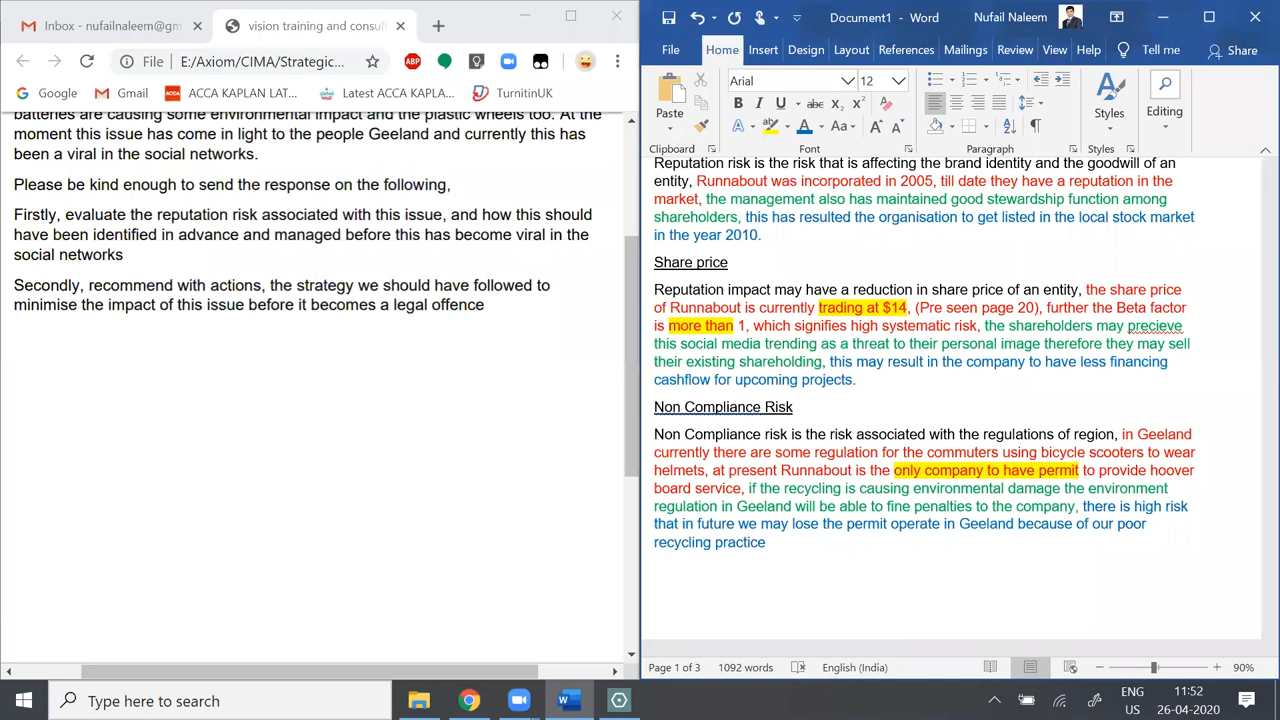 Inbox - nufailnaleem@gm
vision training and consult
File
E:/Axiom/CIMA/Strategic...
ABP
Google
Gmail
ACCA
ACCA KAPLAN LAT...
Latest ACCA KAPLA...
TurnitinUK
batteries are causing some environmental impact and the plastic wheels too. At the
moment this issue has come in light to the people Geeland and currently this has
been a viral in the social networks.
Please be kind enough to send the response on the following,
Firstly, evaluate the reputation risk associated with this issue, and how this should
have been identified in advance and managed before this has become viral in the
social networks
Secondly, recommend with actions, the strategy we should have followed to
minimise the impact of this issue before it becomes a legal offence
Document1 - Word
Nufail Naleem
File
Home
Insert
Design
Layout
References
Mailings
Review
View
Help
Tell me
Share
Paste
Clipboard
Arial
12
B I U abc X2 X2
A A Aa A A
Font
Paragraph
Styles
Styles
Editing
Reputation risk is the risk that is affecting the brand identity and the goodwill of an
entity, Runnabout was incorporated in 2005, till date they have a reputation in the
market, the management also has maintained good stewardship function among
shareholders, this has resulted the organisation to get listed in the local stock market
in the year 2010.
Share price
Reputation impact may have a reduction in share price of an entity, the share price
of Runnabout is currently trading at $14, (Pre seen page 20), further the Beta factor
is more than 1, which signifies high systematic risk, the shareholders may precieve
this social media trending as a threat to their personal image therefore they may sell
their existing shareholding, this may result in the company to have less financing
cashflow for upcoming projects.
Non Compliance Risk
Non Compliance risk is the risk associated with the regulations of region, in Geeland
currently there are some regulation for the commuters using bicycle scooters to wear
helmets, at present Runnabout is the only company to have permit to provide hoover
board service, if the recycling is causing environmental damage the environment
regulation in Geeland will be able to fine penalties to the company, there is high risk
that in future we may lose the permit operate in Geeland because of our poor
recycling practice
Page 1 of 3
1092 words
English (India)
90%
Type here to search
ENG
US
11:52
26-04-2020